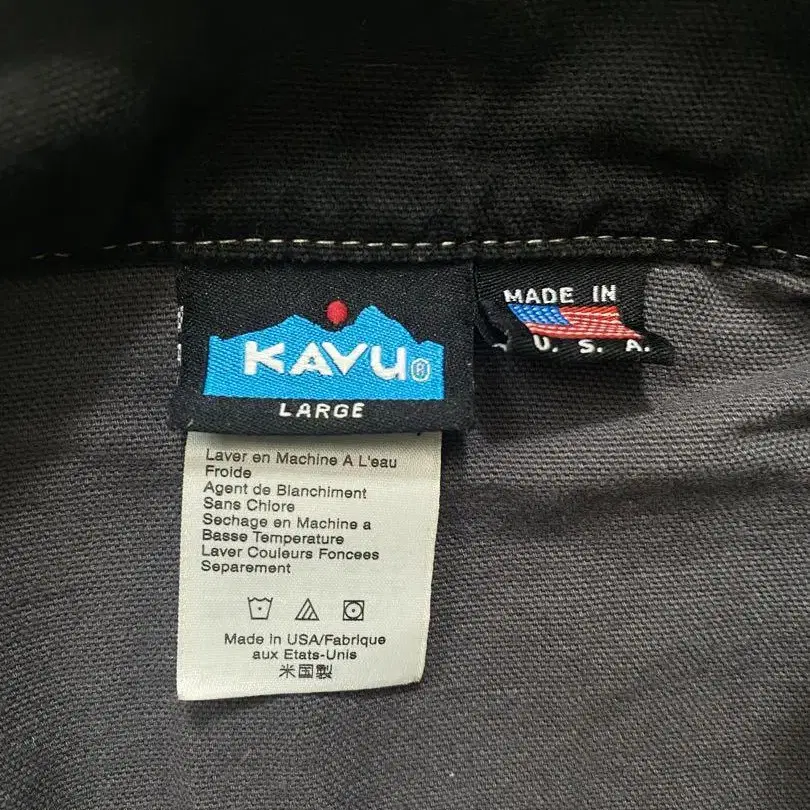 KAVU®
LARGE
MADE IN
U. S. A.
Laver en Machine A L'eau
Froide
Agent de Blanchiment
Sans Chlore
Sechage en Machine a
Basse Temperature
Laver Couleurs Foncees
Separement
Made in USA/Fabrique
aux Etats-Unis
米国製